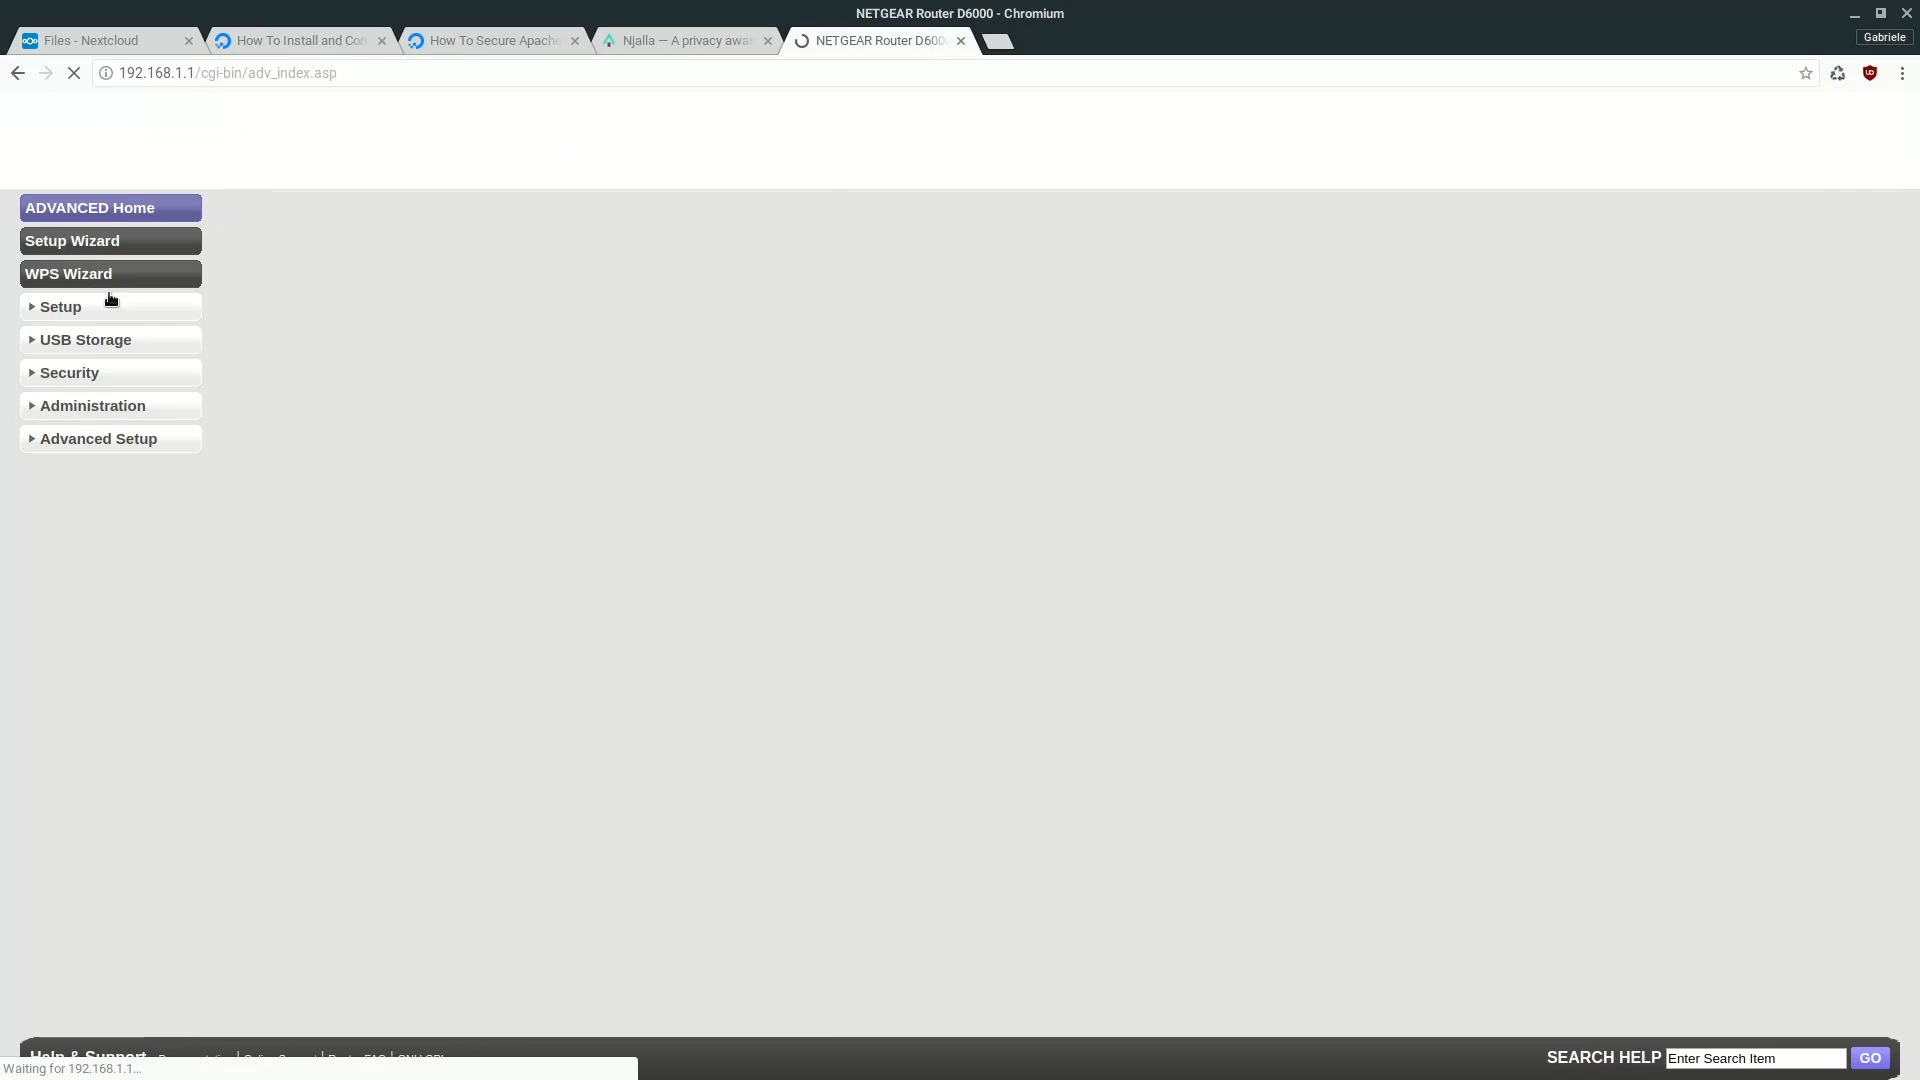 NETGEAR Router D6000 - Chromium
Files - Nextcloud
How To Install and Con
How To Secure Apache
Njalla — A privacy awa
NETGEAR Router D600
Gabriele
192.168.1.1/cgi-bin/adv_index.asp
ADVANCED Home
Setup Wizard
WPS Wizard
Setup
USB Storage
Security
Administration
Advanced Setup
Help & Support
SEARCH HELP Enter Search Item GO
Waiting for 192.168.1.1...